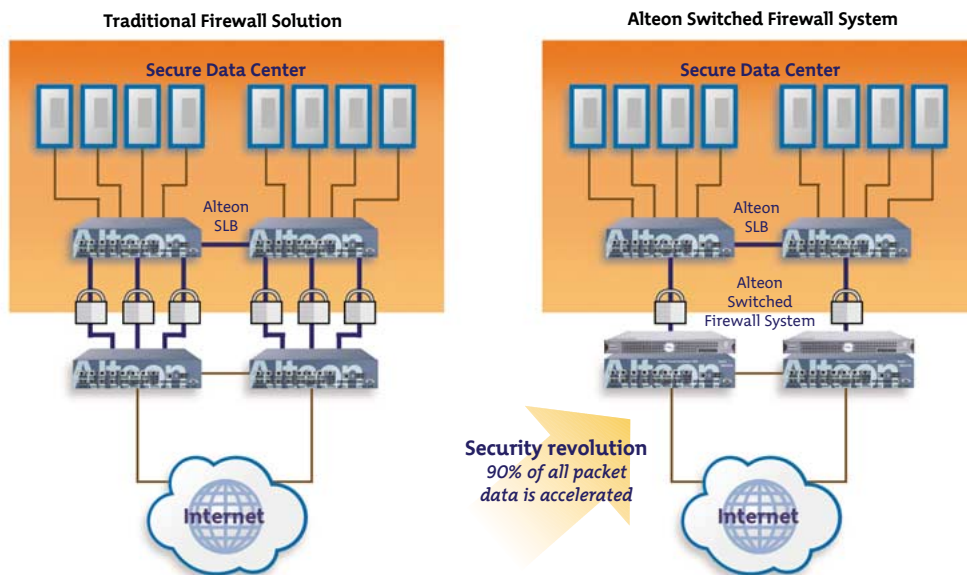 Traditional Firewall Solution
Secure Data Center
Alteon
SLB
Alteon
Alteon
Alteon
Alteon
Internet
Alteon Switched Firewall System
Secure Data Center
Alteon
SLB
Alteon
Alteon
Alteon
Switched
Firewall System
Alteon
Alteon
Security revolution
90% of all packet
data is accelerated
Internet